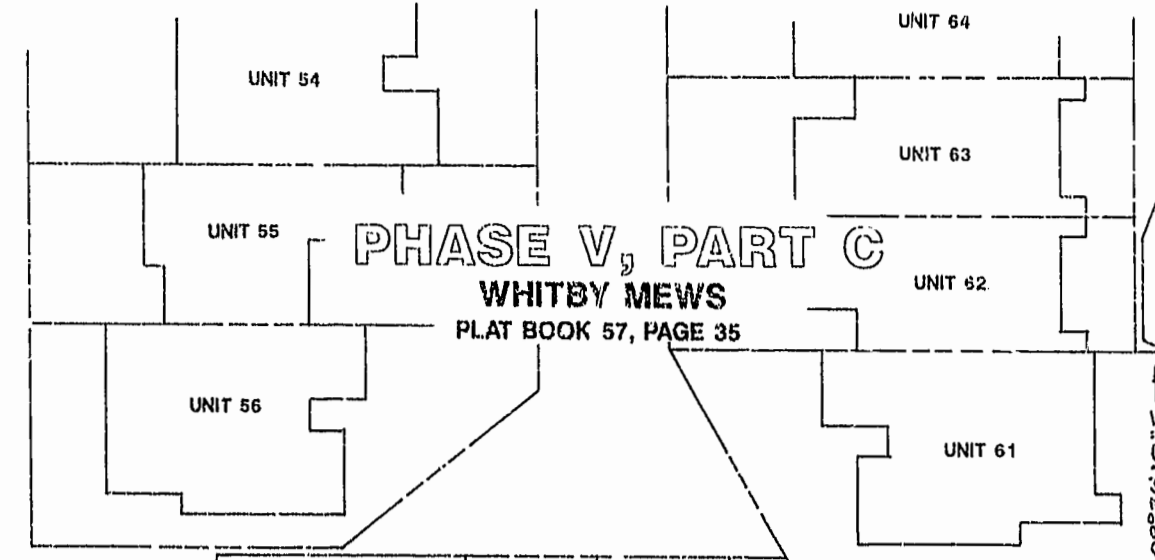 UNIT 64
UNIT 54
UNIT 63
UNIT 55
PHASE V, PART C
WHITBY MEWS
PLAT BOOK 57, PAGE 35
UNIT 62
UNIT 56
UNIT 61